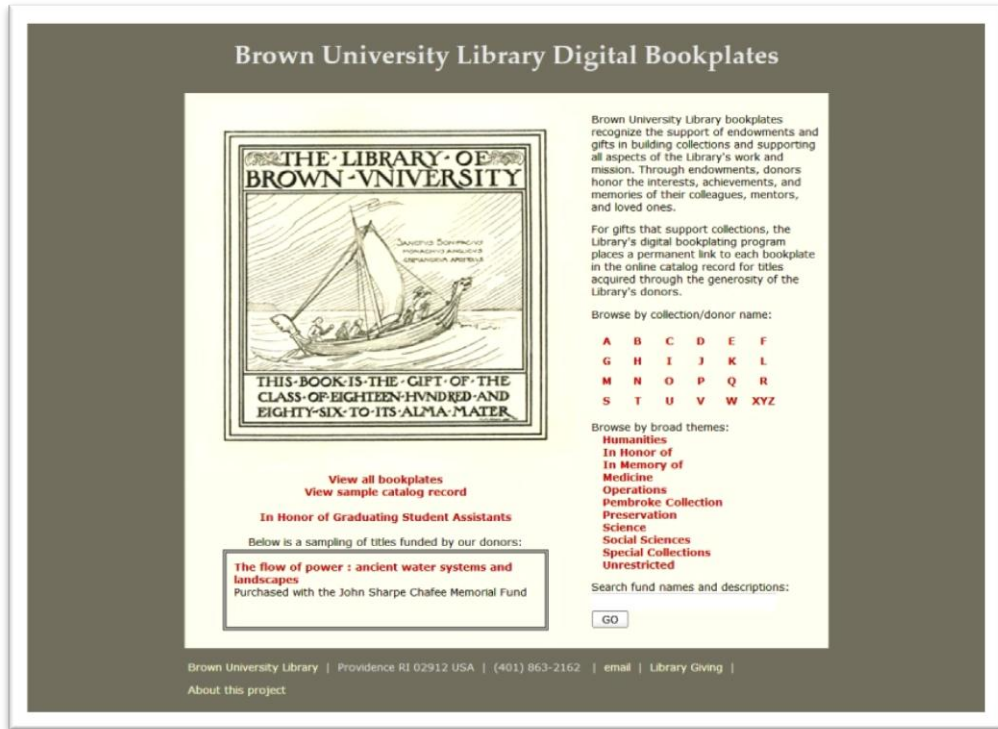 Brown University Library Digital Bookplates
THE · LIBRARY · OF
BROWN · VNIVERSITY
THIS · BOOK · IS · THE · GIFT · OF · THE
CLASS · OF · EIGHTEEN · HVNDRED · AND
EIGHTY-SIX · TO · ITS · ALMA · MATER
View all bookplates
View sample catalog record
In Honor of Graduating Student Assistants
Below is a sampling of titles funded by our donors:
The flow of power : ancient water systems and
landscapes
Purchased with the John Sharpe Chafee Memorial Fund
Brown University Library bookplates
recognize the support of endowments and
gifts in building collections and supporting
all aspects of the Library's work and
mission. Through endowments, donors
honor the interests, achievements, and
memories of their colleagues, mentors,
and loved ones.
For gifts that support collections, the
Library's digital bookplating program
places a permanent link to each bookplate
in the online catalog record for titles
acquired through the generosity of the
Library's donors.
Browse by collection/donor name:
A B C D E F
G H I J K L
M N O P Q R
S T U V W XYZ
Browse by broad themes:
Humanities
In Honor of
In Memory of
Medicine
Operations
Pembroke Collection
Preservation
Science
Social Sciences
Special Collections
Unrestricted
Search fund names and descriptions:
GO
Brown University Library | Providence RI 02912 USA | (401) 863-2162 | email | Library Giving |
About this project